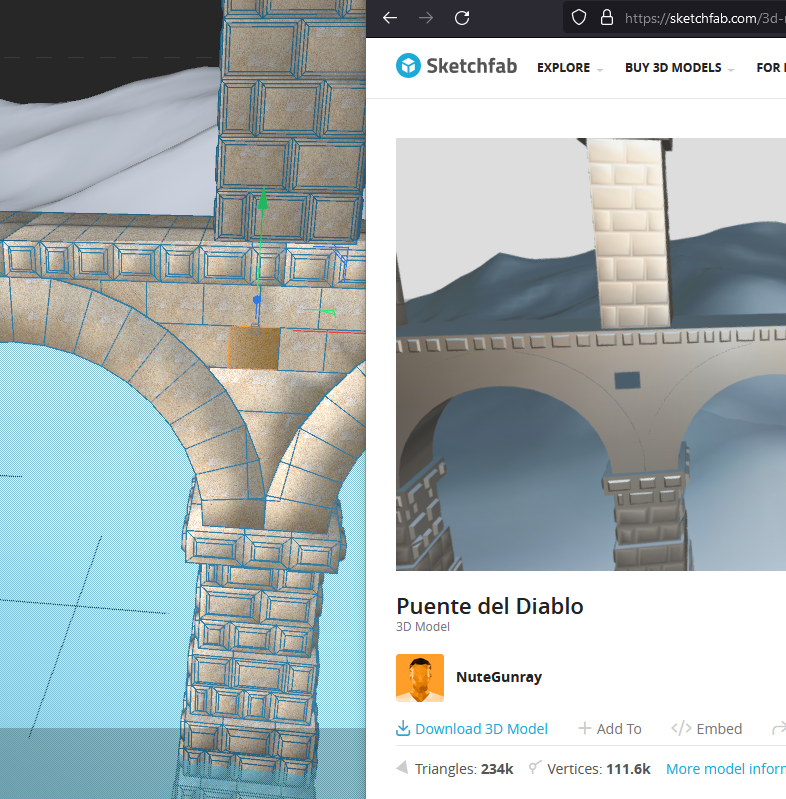 https://sketchfab.com/3d-
Sketchfab EXPLORE BUY 3D MODELS FOR
Puente del Diablo
3D Model
NuteGunray
Download 3D Model Add To </> Embed
Triangles: 234k Vertices: 111.6k More model inform